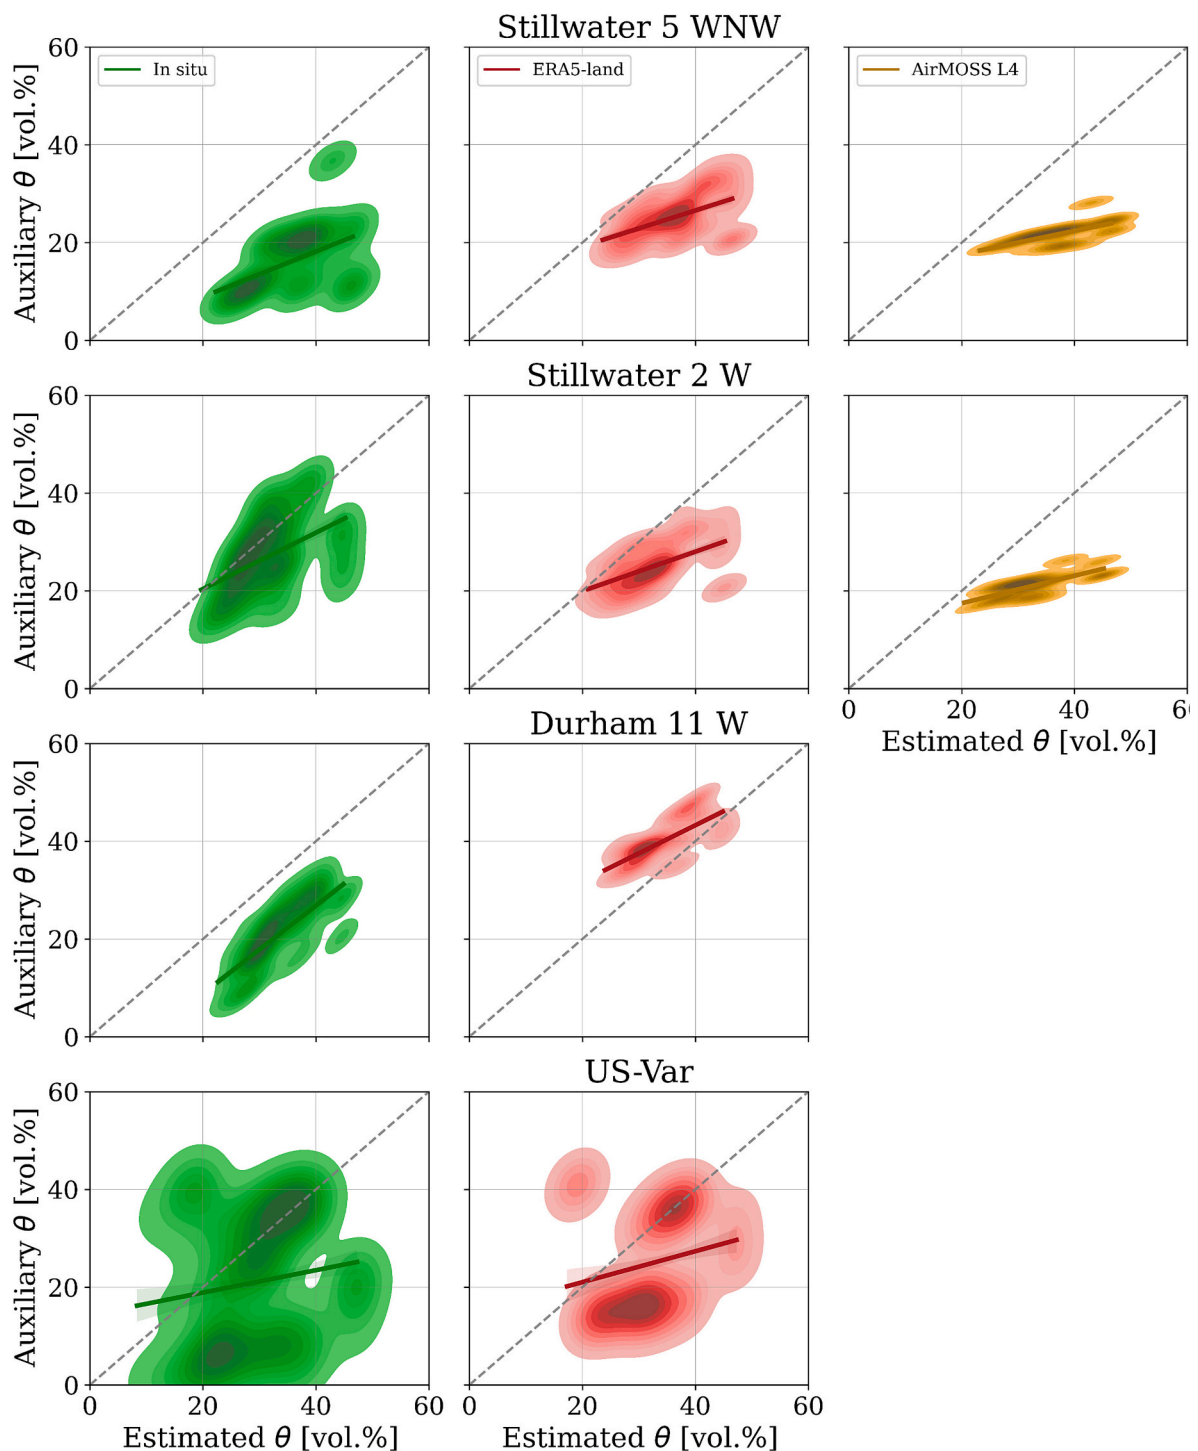 Stillwater 5 WNW
In situ
ERA5-land
AirMOSS L4
Auxiliary θ [vol.%]
60
40
20
0
Stillwater 2 W
Auxiliary θ [vol.%]
60
40
20
0
0 20 40 6
Estimated θ [vol.%]
Durham 11 W
Auxiliary θ [vol.%]
60
40
20
0
US-Var
Auxiliary θ [vol.%]
60
40
20
0
0 20 40 60
0 20 40 60
Estimated θ [vol.%]
Estimated θ [vol.%]